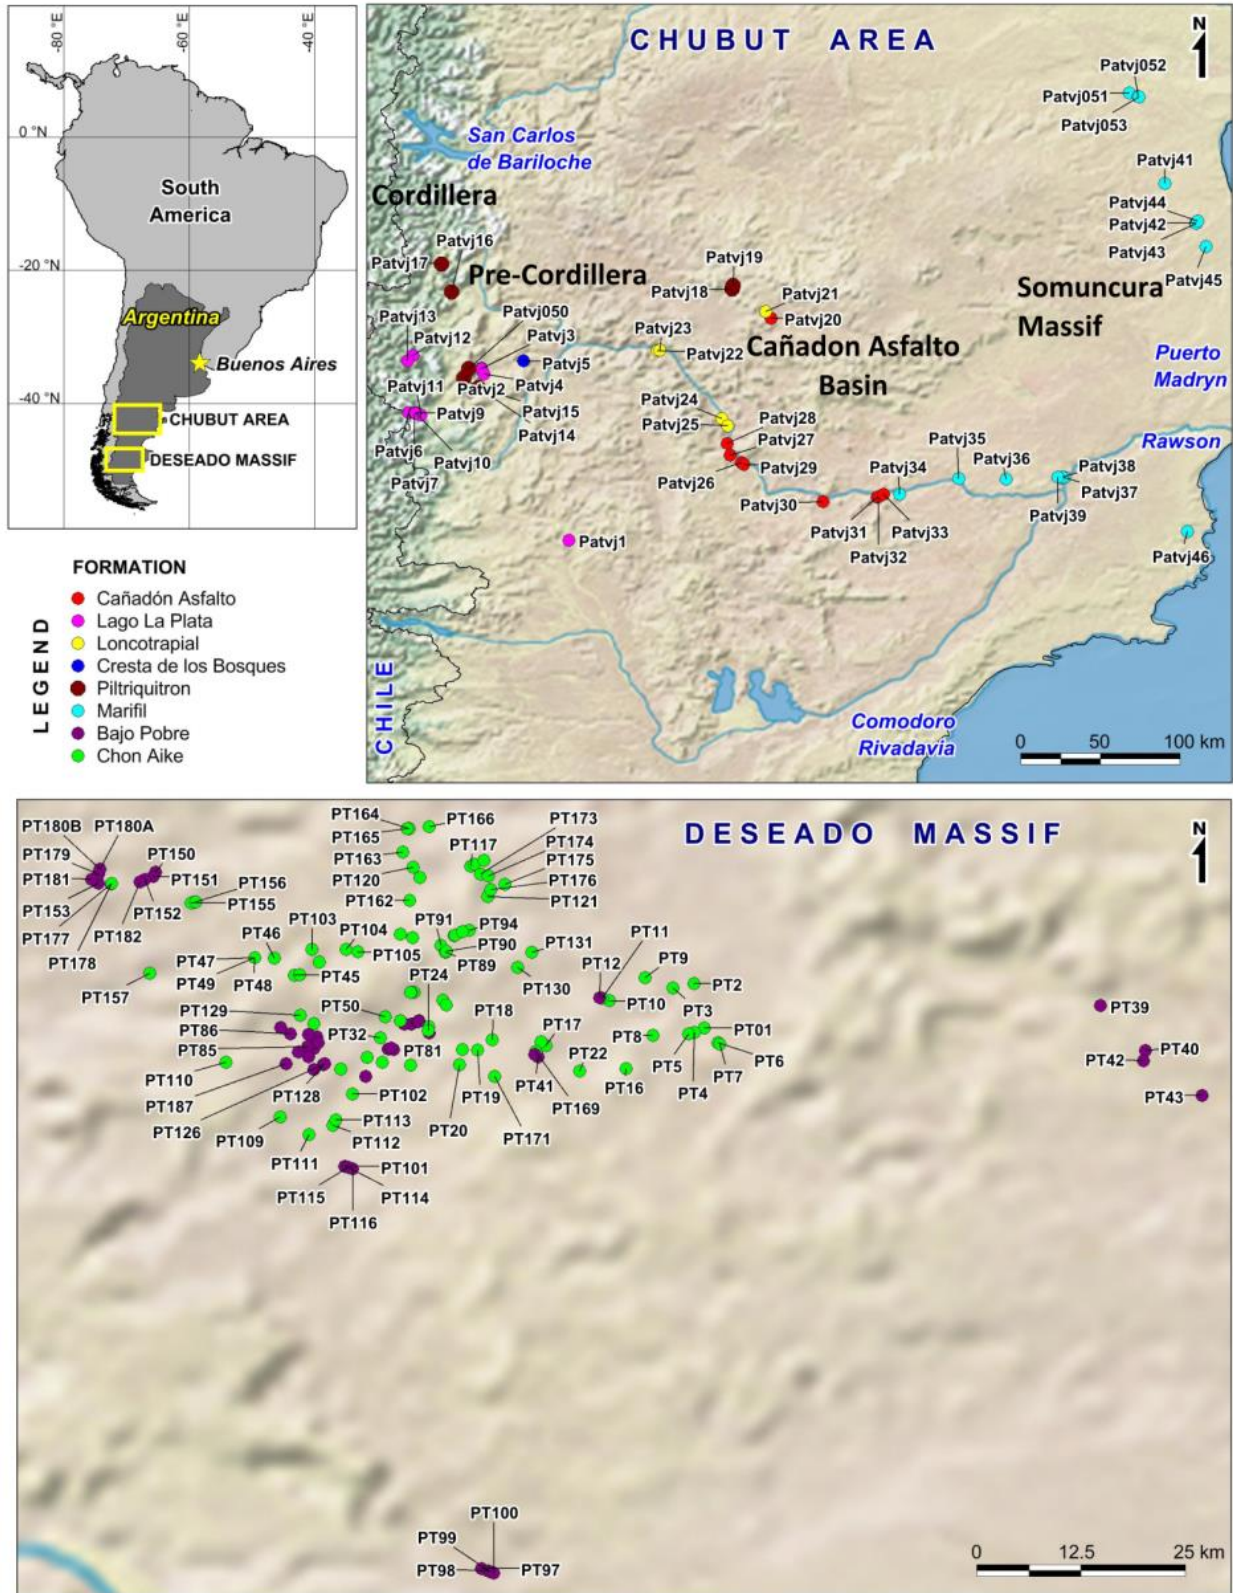 -80 °E
-60 °E
-40 °E
0 °N
-20 °N
-40 °N
South
America
Argentina
Buenos Aires
CHUBUT AREA
DESEADO MASSIF
LEGEND
FORMATION
Cañadón Asfalto
Lago La Plata
Loncotrapial
Cresta de los Bosques
Piltriquitron
Marifil
Bajo Pobre
Chon Aike
CHUBUT AREA
N
San Carlos
de Bariloche
Cordillera
Pre-Cordillera
Cañadon Asfalto
Basin
Somuncura
Massif
Puerto
Madryn
Rawson
Comodoro
Rivadavia
CHILE
0 50 100 km
Patvj052
Patvj051
Patvj053
Patvj41
Patvj44
Patvj42
Patvj43
Patvj45
Patvj16
Patvj17
Patvj19
Patvj18
Patvj21
Patvj20
Patvj13
Patvj12
Patvj050
Patvj3
Patvj5
Patvj23
Patvj22
Patvj11
Patvj2
Patvj4
Patvj9
Patvj15
Patvj14
Patvj6
Patvj10
Patvj7
Patvj24
Patvj25
Patvj28
Patvj27
Patvj29
Patvj26
Patvj30
Patvj34
Patvj35
Patvj36
Patvj38
Patvj37
Patvj39
Patvj31
Patvj33
Patvj32
Patvj1
Patvj46
DESEADO MASSIF
N
PT180B
PT180A
PT179
PT150
PT181
PT151
PT153
PT152
PT177
PT182
PT178
PT156
PT155
PT164
PT166
PT165
PT163
PT120
PT162
PT117
PT173
PT174
PT175
PT176
PT121
PT103
PT46
PT104
PT91
PT94
PT47
PT105
PT90
PT49
PT45
PT89
PT48
PT24
PT157
PT131
PT130
PT11
PT12
PT9
PT2
PT10
PT3
PT39
PT129
PT50
PT18
PT17
PT8
PT01
PT86
PT32
PT85
PT81
PT22
PT5
PT6
PT40
PT110
PT41
PT16
PT7
PT42
PT128
PT19
PT169
PT4
PT43
PT187
PT102
PT20
PT171
PT126
PT113
PT109
PT112
PT111
PT101
PT115
PT114
PT116
PT100
PT99
PT98
PT97
0 12.5 25 km